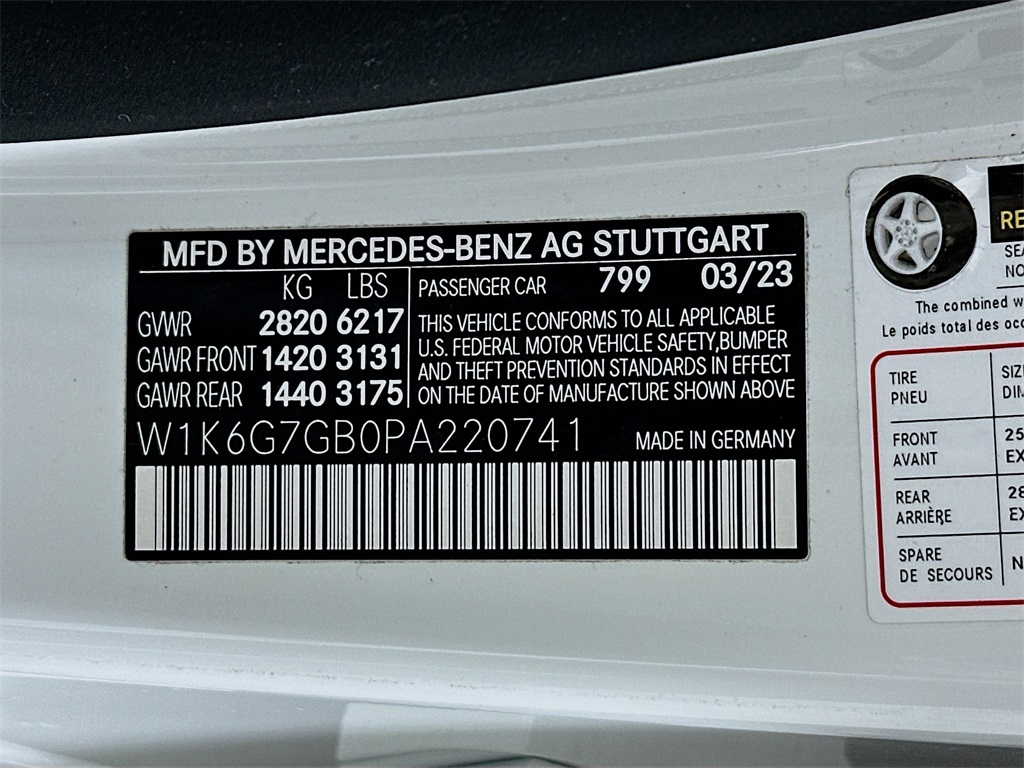 MFD BY MERCEDES-BENZ AG STUTTGART
KG LBS
GVWR 2820 6217
GAWR FRONT 1420 3131
GAWR REAR 1440 3175
PASSENGER CAR 799 03/23
THIS VEHICLE CONFORMS TO ALL APPLICABLE
U.S. FEDERAL MOTOR VEHICLE SAFETY,BUMPER
AND THEFT PREVENTION STANDARDS IN EFFECT
ON THE DATE OF MANUFACTURE SHOWN ABOVE
W1K6G7GB0PA220741 MADE IN GERMANY
The combined
Le poids total des
TIRE
PNEU
FRONT
AVANT
REAR
ARRIÈRE
SPARE
DE SECOURS